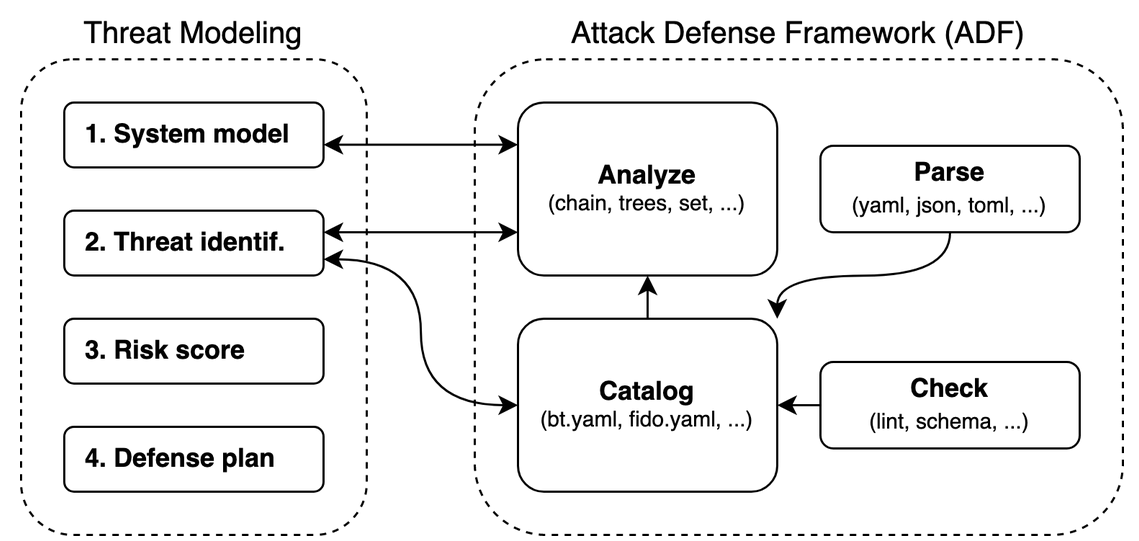 Threat Modeling
1. System model
2. Threat identif.
3. Risk score
4. Defense plan
Attack Defense Framework (ADF)
Analyze
(chain, trees, set, ...)
Parse
(yaml, json, toml, ...)
Catalog
(bt.yaml, fido.yaml, ...)
Check
(lint, schema, ...)